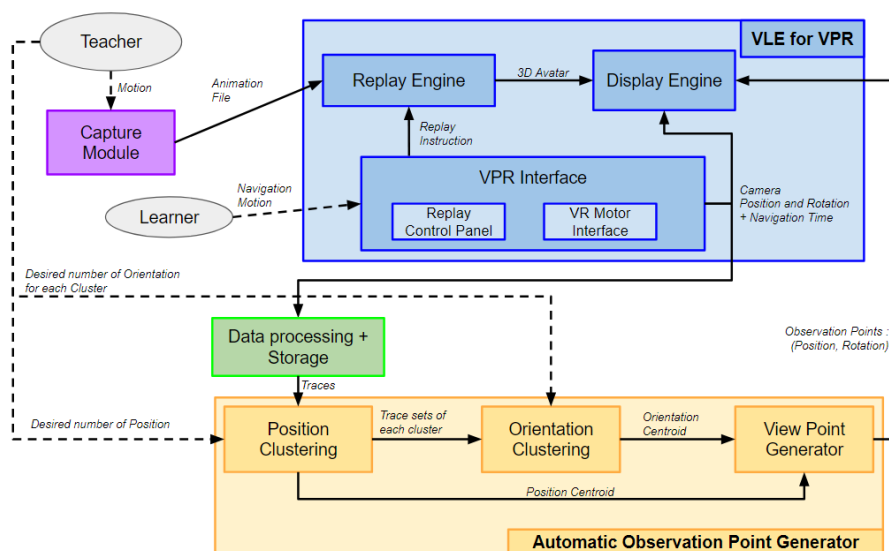 Teacher
VLE for VPR
Motion
Animation
File
Replay Engine
3D Avatar
Display Engine
Capture
Module
Replay
Instruction
VPR Interface
Navigation
Motion
Learner
Replay
Control Panel
VR Motor
Interface
Camera
Position and Rotation
+ Navigation Time
Desired number of Orientation
for each Cluster
Data processing +
Storage
Observation Points :
(Position, Rotation)
Traces
Desired number of Position
Position
Clustering
Trace sets of
each cluster
Orientation
Clustering
Orientation
Centroid
View Point
Generator
Position Centroid
Automatic Observation Point Generator